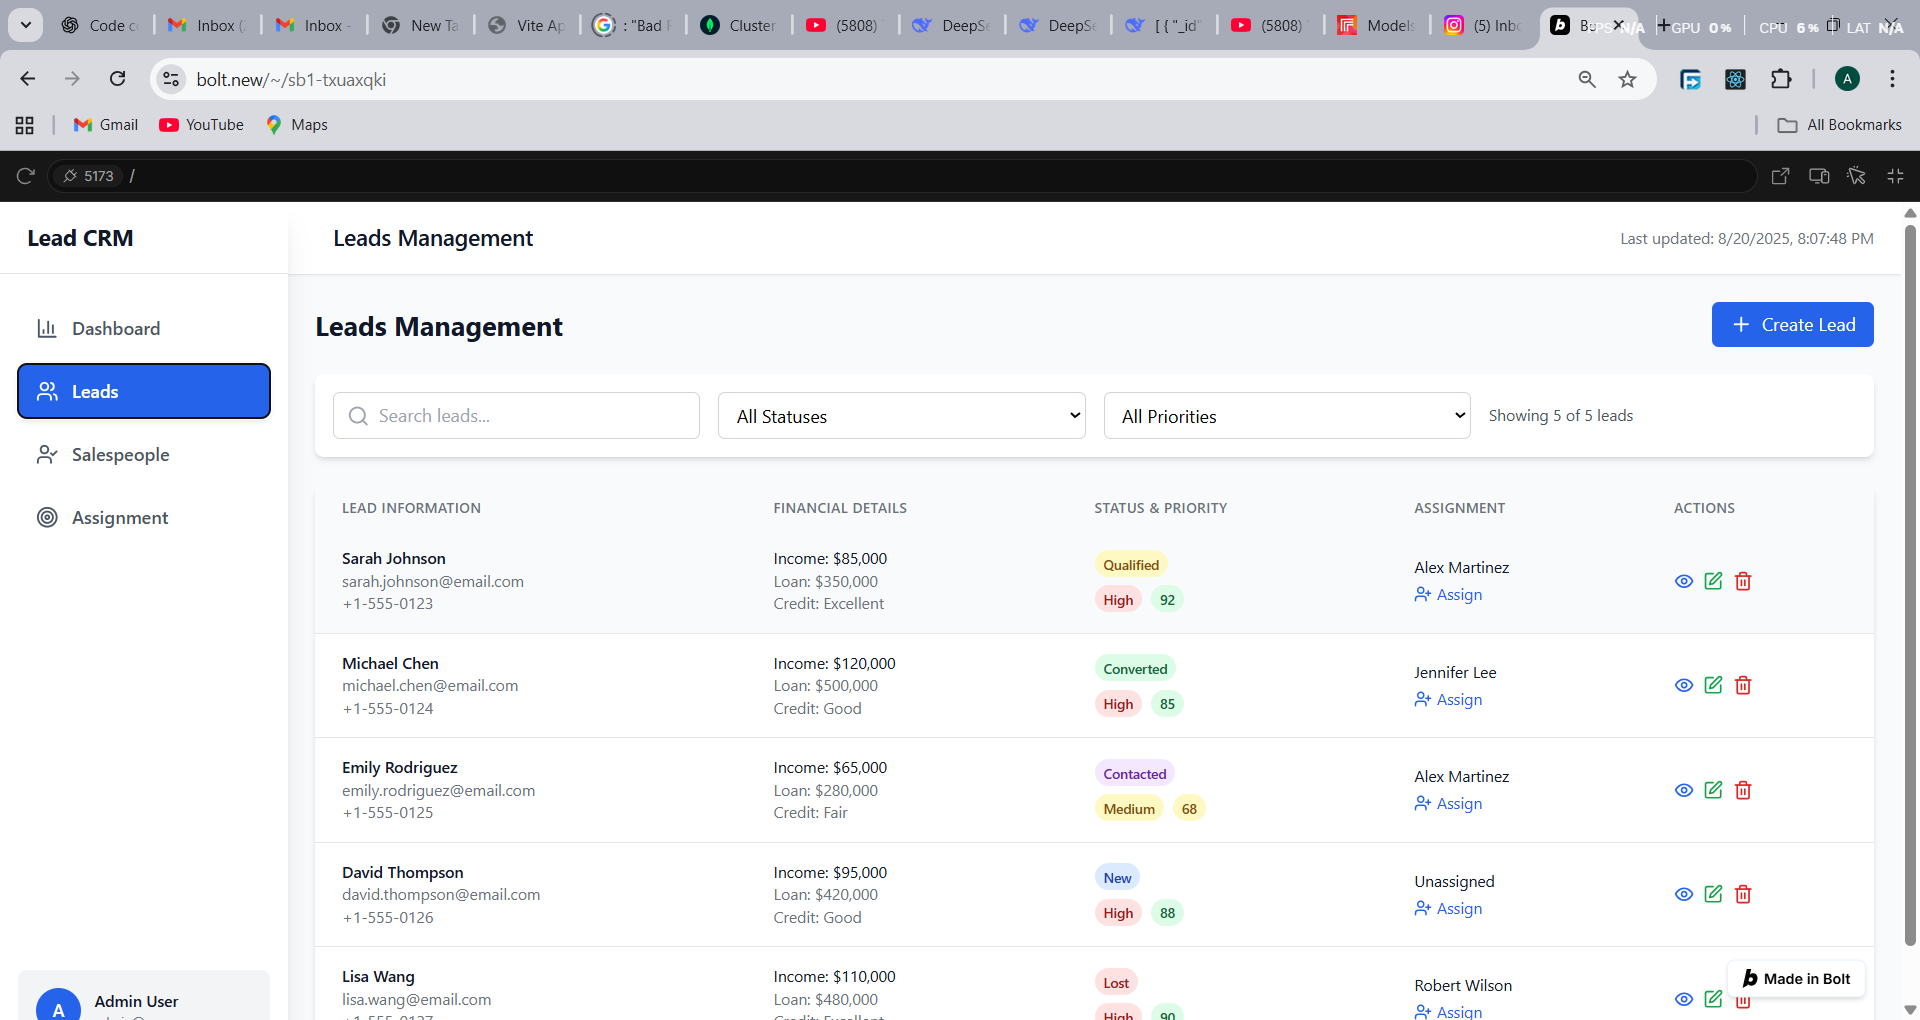 Code c
Inbox (
Inbox -
New Ta
Vite Ap
: "Bad
Cluster
(5808)
DeepSe
DeepSe
[ { "_id"
(5808)
Models
(5) Inbo
FPS N/A
GPU 0%
CPU 6%
LAT N/A
bolt.new/~/sb1-txuaxqki
A
Gmail
YouTube
Maps
All Bookmarks
5173 /
Lead CRM
Leads Management
Last updated: 8/20/2025, 8:07:48 PM
Dashboard
Leads
Salespeople
Assignment
Leads Management
Create Lead
Search leads...
All Statuses
All Priorities
Showing 5 of 5 leads
LEAD INFORMATION FINANCIAL DETAILS STATUS & PRIORITY ASSIGNMENT ACTIONS
Sarah Johnson
sarah.johnson@email.com
+1-555-0123
Income: $85,000
Loan: $350,000
Credit: Excellent
Qualified
High 92
Alex Martinez
Assign
Michael Chen
michael.chen@email.com
+1-555-0124
Income: $120,000
Loan: $500,000
Credit: Good
Converted
High 85
Jennifer Lee
Assign
Emily Rodriguez
emily.rodriguez@email.com
+1-555-0125
Income: $65,000
Loan: $280,000
Credit: Fair
Contacted
Medium 68
Alex Martinez
Assign
David Thompson
david.thompson@email.com
+1-555-0126
Income: $95,000
Loan: $420,000
Credit: Good
New
High 88
Unassigned
Assign
Lisa Wang
lisa.wang@email.com
+1-555-0127
Income: $110,000
Loan: $480,000
Credit: Excellent
Lost
High 90
Robert Wilson
Assign
A
Admin User
b Made in Bolt